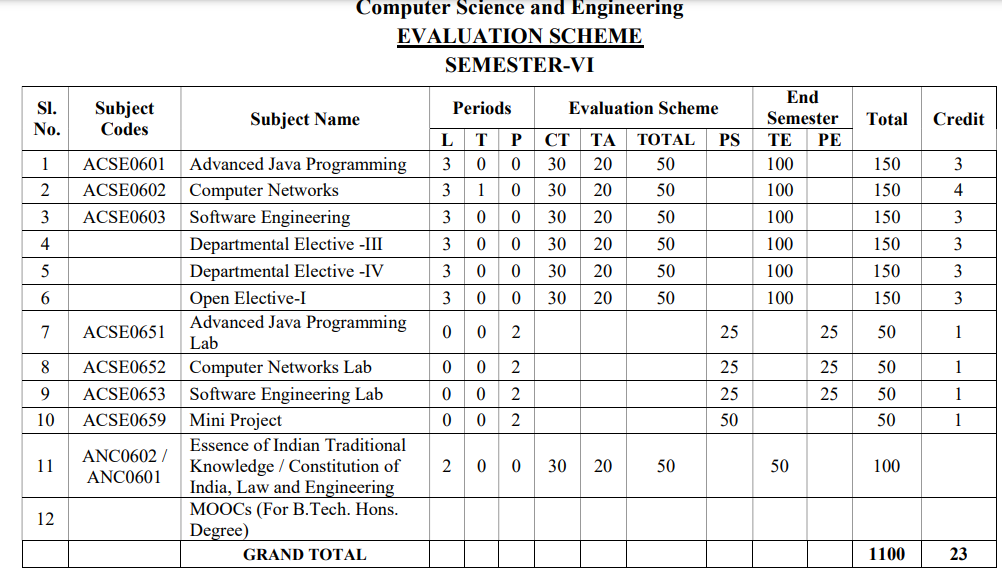 Computer Science and Engineering
EVALUATION SCHEME
SEMESTER-VI
Sl. No. Subject Codes Subject Name Periods Evaluation Scheme End Semester Total Credit
L T P CT TA TOTAL PS TE PE
1 ACSE0601 Advanced Java Programming 3 0 0 30 20 50 100 150 3
2 ACSE0602 Computer Networks 3 1 0 30 20 50 100 150 4
3 ACSE0603 Software Engineering 3 0 0 30 20 50 100 150 3
4 Departmental Elective -III 3 0 0 30 20 50 100 150 3
5 Departmental Elective -IV 3 0 0 30 20 50 100 150 3
6 Open Elective-I 3 0 0 30 20 50 100 150 3
7 ACSE0651 Advanced Java Programming Lab 0 0 2 25 25 50 1
8 ACSE0652 Computer Networks Lab 0 0 2 25 25 50 1
9 ACSE0653 Software Engineering Lab 0 0 2 25 25 50 1
10 ACSE0659 Mini Project 0 0 2 50 50 1
11 ANC0602 / ANC0601 Essence of Indian Traditional Knowledge / Constitution of India, Law and Engineering 2 0 0 30 20 50 50 100
12 MOOCs (For B.Tech. Hons. Degree)
GRAND TOTAL 1100 23